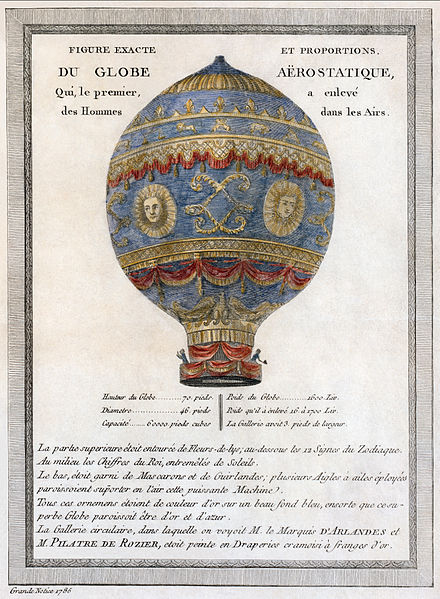 FIGURE EXACTE ET PROPORTIONS,
DU GLOBE AËROSTATIQUE,
Qui, le premier, a enlevé
des Hommes dans les Airs.
Hauteur du Globe..........70. pieds
Diametre................46. pieds
Capacité......60000 pieds cubes
Poids du Globe..........1600 Liv.
Poids qu'il a enlevé 16 à 1700 Liv.
La Gallerie avoit 3. pieds de largeur.
La partie superieure étoit entourée de Fleurs-de-lys, au-dessous les 12 Signes du Zodiaque.
Au milieu les Chiffres du Roi, entremêlés de Soleils.
Le bas, étoit garni de Mascarons et de Guirlandes; plusieurs Aigles à ailes éployées
paroissoient supôrter en l'air cette puissante Machine).
Tous ces ornemens étoient de couleur d'or sur un beau fond bleu, ensorte que ce su-
perbe Globe paroissoit être d'or et d'azur.
La Gallerie circulaire, dans laquelle on voyoit M. le Marquis D'ARLANDES et
M. PILATRE DE ROZIER, etoit peinte en Draperies cramoisi à franges d'or.
Grande Notice 1786